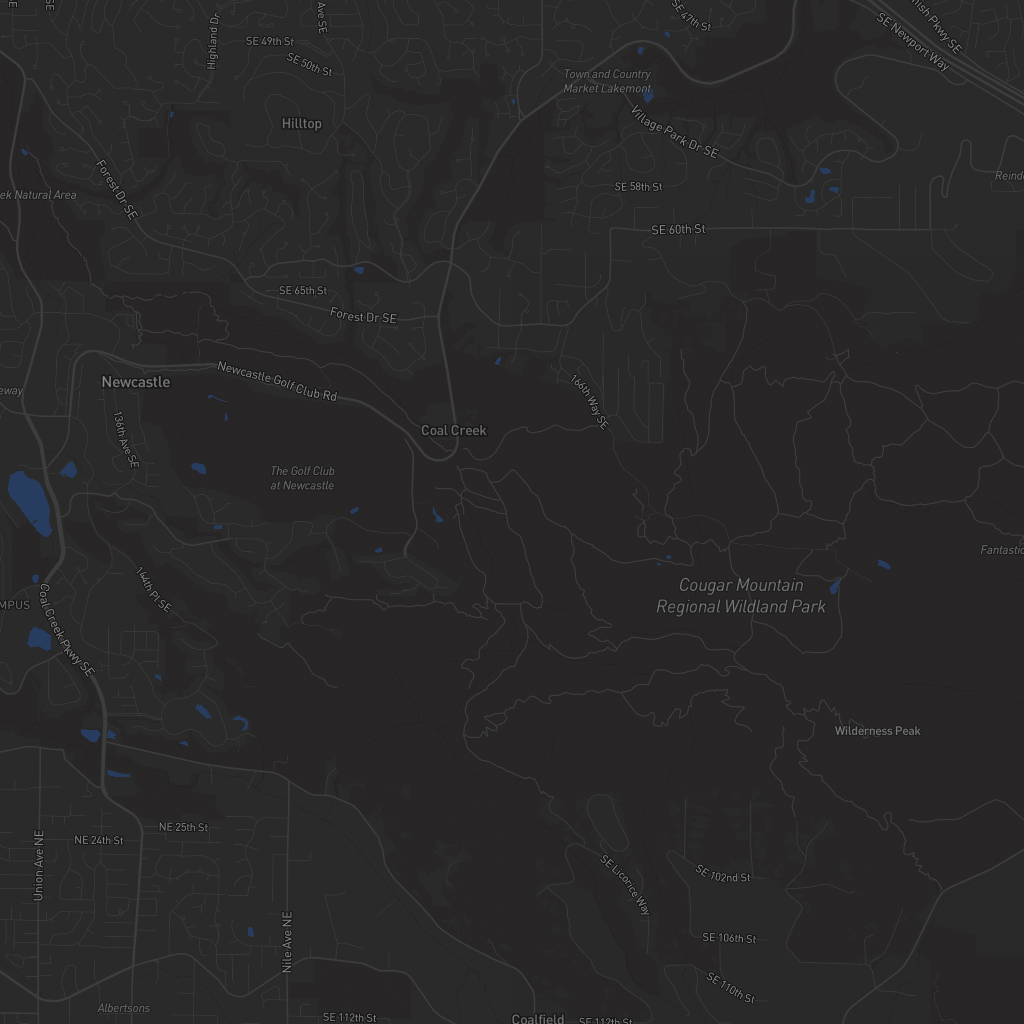 SE
SE
Ave SE
SE 47th St
SE Newport Way
nish Pkwy SE
Highland Dr
SE 49th St
SE 50th St
Town and Country
Market Lakemont
Hilltop
Village Park Dr SE
Forest Dr SE
ek Natural Area
Reinde
SE 58th St
SE 60th St
SE 65th St
Forest Dr SE
Newcastle
Newcastle Golf Club Rd
eway
166th Way SE
136th Ave SE
Coal Creek
The Golf Club
at Newcastle
Fantastic
144th Pl SE
Cougar Mountain
Regional Wildland Park
MPUS
Coal Creek Pkwy SE
Wilderness Peak
NE 25th St
NE 24th St
Union Ave NE
SE Licorice Way
SE 102nd St
Nile Ave NE
SE 106th St
SE 110th St
Albertsons
SE 112th St
Coalfield
SE 112th St